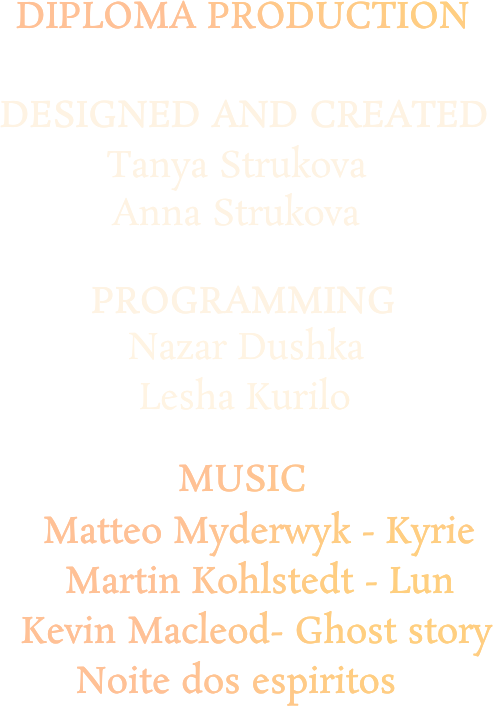 DIPLOMA PRODUCTION
DESIGNED AND CREATED
Tanya Strukova
Anna Strukova
PROGRAMMING
Nazar Dushka
Lesha Kurilo
MUSIC
Matteo Myderwyk - Kyrie
Martin Kohlstedt - Lun
Kevin Macleod- Ghost story
Noite dos espiritos